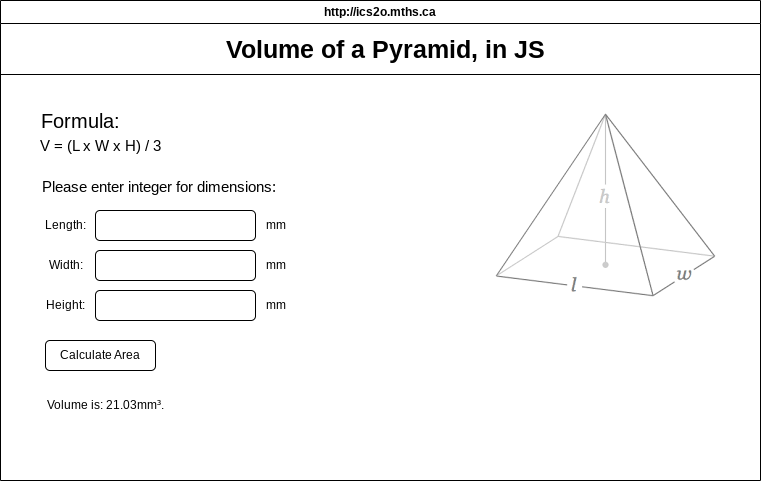 http://ics2o.mths.ca
Volume of a Pyramid, in JS
Formula:
V = (L x W x H) / 3
Please enter integer for dimensions:
Length: mm
Width: mm
Height: mm
Calculate Area
Volume is: 21.03mm³.
h
l
w